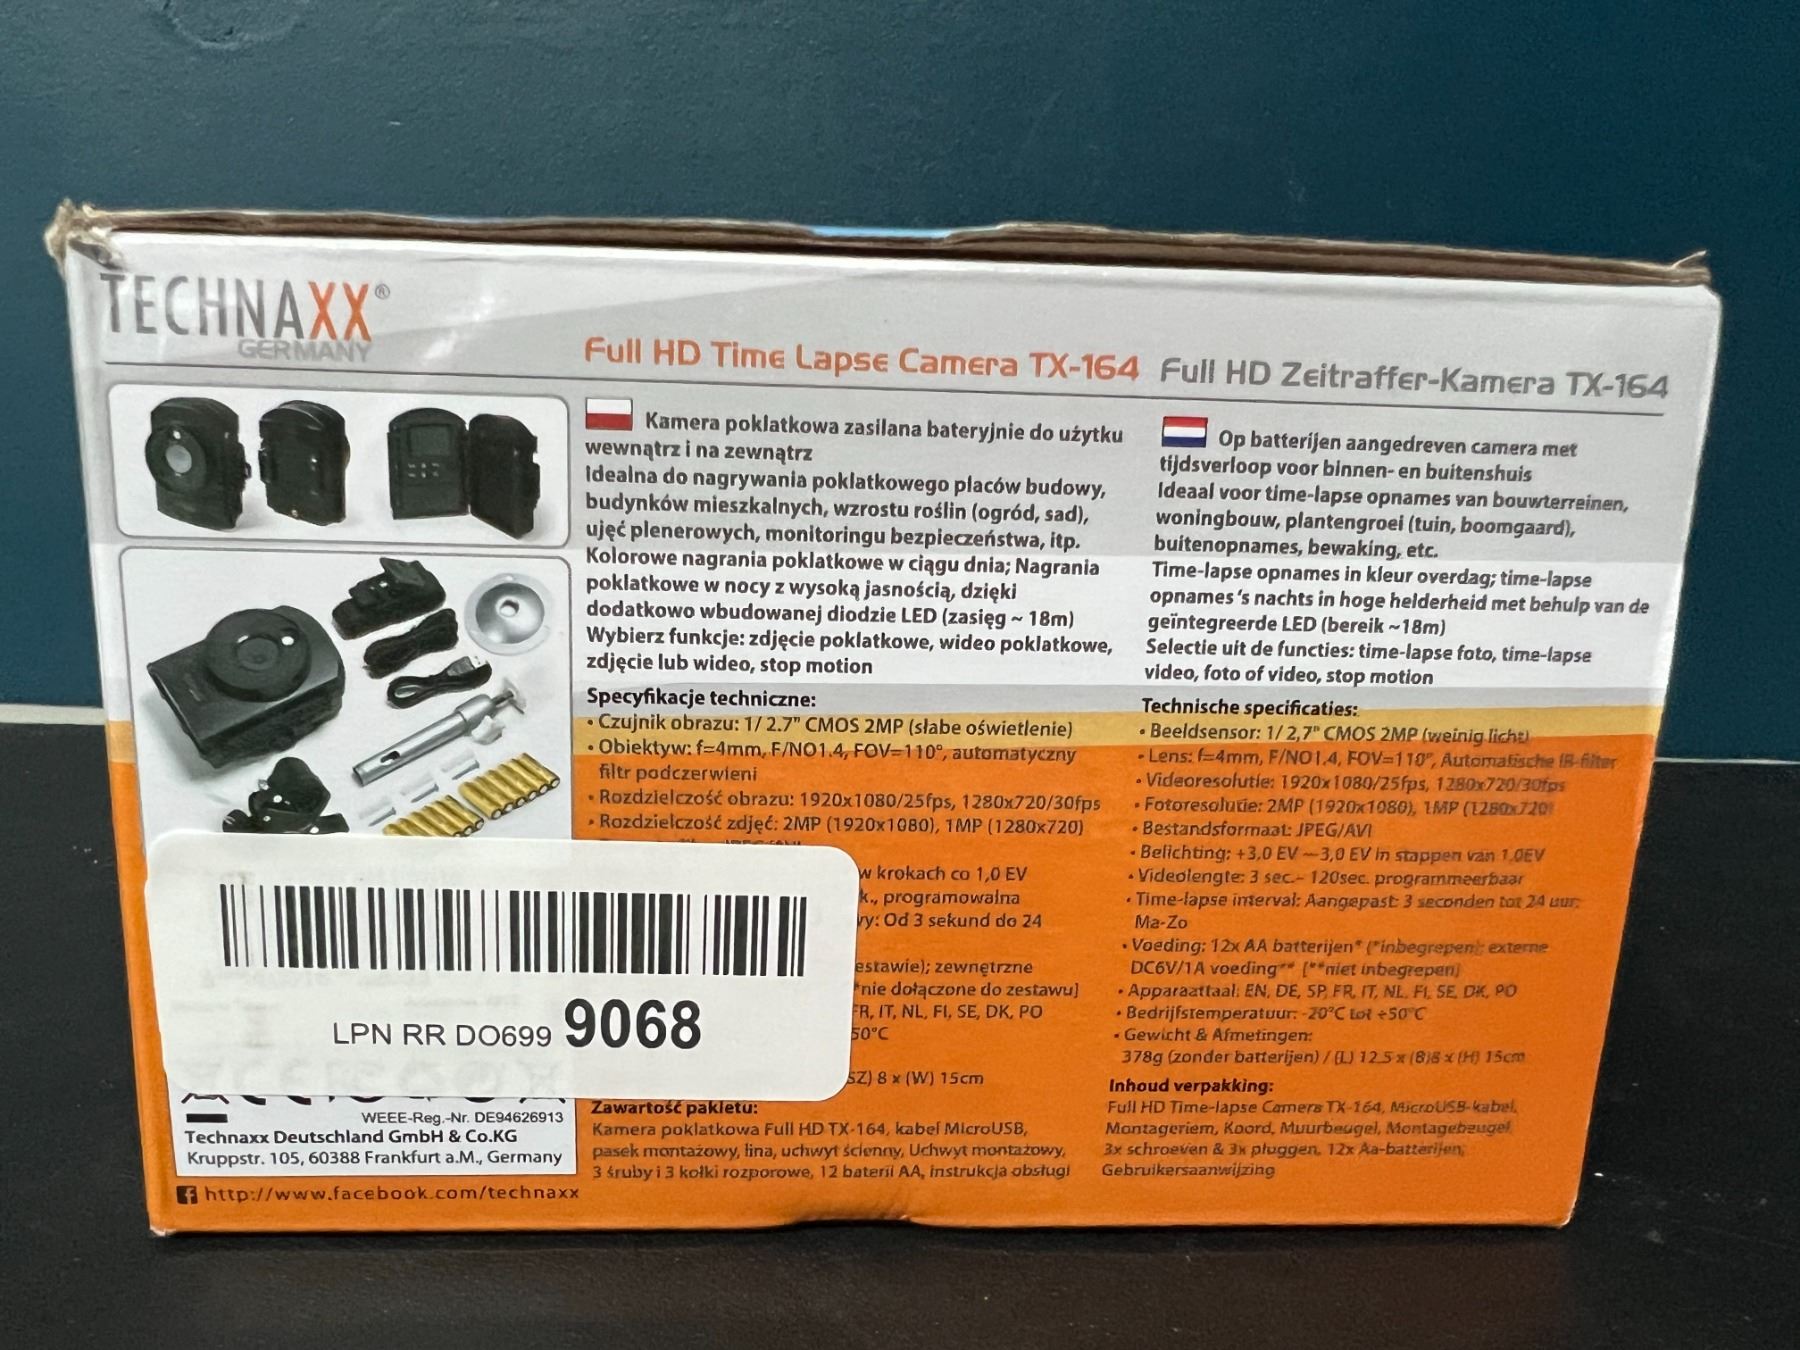 TECHNAXX®
GERMANY
Full HD Time Lapse Camera TX-164
Full HD Zeitraffer-Kamera TX-164
Kamera poklatkowa zasilana bateryjnie do użytku
wewnątrz i na zewnątrz
Idealna do nagrywania poklatkowego placów budowy,
budynków mieszkalnych, wzrostu roślin (ogród, sad),
ujęć plenerowych, monitoringu bezpieczeństwa, itp.
Kolorowe nagrania poklatkowe w ciągu dnia; Nagrania
poklatkowe w nocy z wysoką jasnością, dzięki
dodatkowo wbudowanej diodzie LED (zasięg ~ 18m)
Wybierz funkcje: zdjęcie poklatkowe, wideo poklatkowe,
zdjęcie lub wideo, stop motion
Specyfikacje techniczne:
• Czujnik obrazu: 1/ 2.7" CMOS 2MP (słabe oświetlenie)
• Obiektyw: f=4mm, F/NO1.4, FOV=110°, automatyczny
filtr podczerwieni
• Rozdzielczość obrazu: 1920x1080/25fps, 1280x720/30fps
• Rozdzielczość zdjęć: 2MP (1920x1080), 1MP (1280x720)
w krokach co 1,0 EV
k., programowalna
y: Od 3 sekund do 24
estawie); zewnętrzne
*nie dołączone do zestawu]
FR, IT, NL, FI, SE, DK, PO
50°C
SZ) 8 x (W) 15cm
Zawartość pakietu:
Kamera poklatkowa Full HD TX-164, kabel MicroUSB,
pasek montażowy, lina, uchwyt ścienny, Uchwyt montażowy,
3 śruby i 3 kołki rozporowe, 12 baterii AA, instrukcja obsługi
Op batterijen aangedreven camera met
tijdsverloop voor binnen- en buitenshuis
Ideaal voor time-lapse opnames van bouwterreinen,
woningbouw, plantengroei (tuin, boomgaard),
buitenopnames, bewaking, etc.
Time-lapse opnames in kleur overdag; time-lapse
opnames 's nachts in hoge helderheid met behulp van de
geïntegreerde LED (bereik ~18m)
Selectie uit de functies: time-lapse foto, time-lapse
video, foto of video, stop motion
Technische specificaties:
• Beeldsensor: 1/ 2,7" CMOS 2MP (weinig licht)
• Lens: f=4mm, F/NO1.4, FOV=110°, Automatische IR-filter
• Videoresolutie: 1920x1080/25fps, 1280x720/30fps
• Fotoresolutie: 2MP (1920x1080), 1MP (1280x720)
• Bestandsformaat: JPEG/AVI
• Belichting: +3,0 EV ~-3,0 EV in stappen van 1,0EV
• Videolengte: 3 sec.– 120sec. programmeerbaar
• Time-lapse interval: Aangepast: 3 seconden tot 24 uur;
Ma-Zo
• Voeding: 12x AA batterijen* (*inbegrepen); externe
DC6V/1A voeding** [**niet inbegrepen]
• Apparaattaal: EN, DE, SP, FR, IT, NL, FI, SE, DK, PO
• Bedrijfstemperatuur: -20°C tot +50°C
• Gewicht & Afmetingen:
378g (zonder batterijen) / (L) 12.5 x (B)8 x (H) 15cm
Inhoud verpakking:
Full HD Time-lapse Camera TX-164, MicroUSB-kabel,
Montageriem, Koord, Muurbeugel, Montagebeugel
3x schroeven & 3x pluggen, 12x Aa-batterijen,
Gebruikersaanwijzing
LPN RR DO699 9068
WEEE-Reg.-Nr. DE94626913
Technaxx Deutschland GmbH & Co.KG
Kruppstr. 105, 60388 Frankfurt a.M., Germany
http://www.facebook.com/technaxx